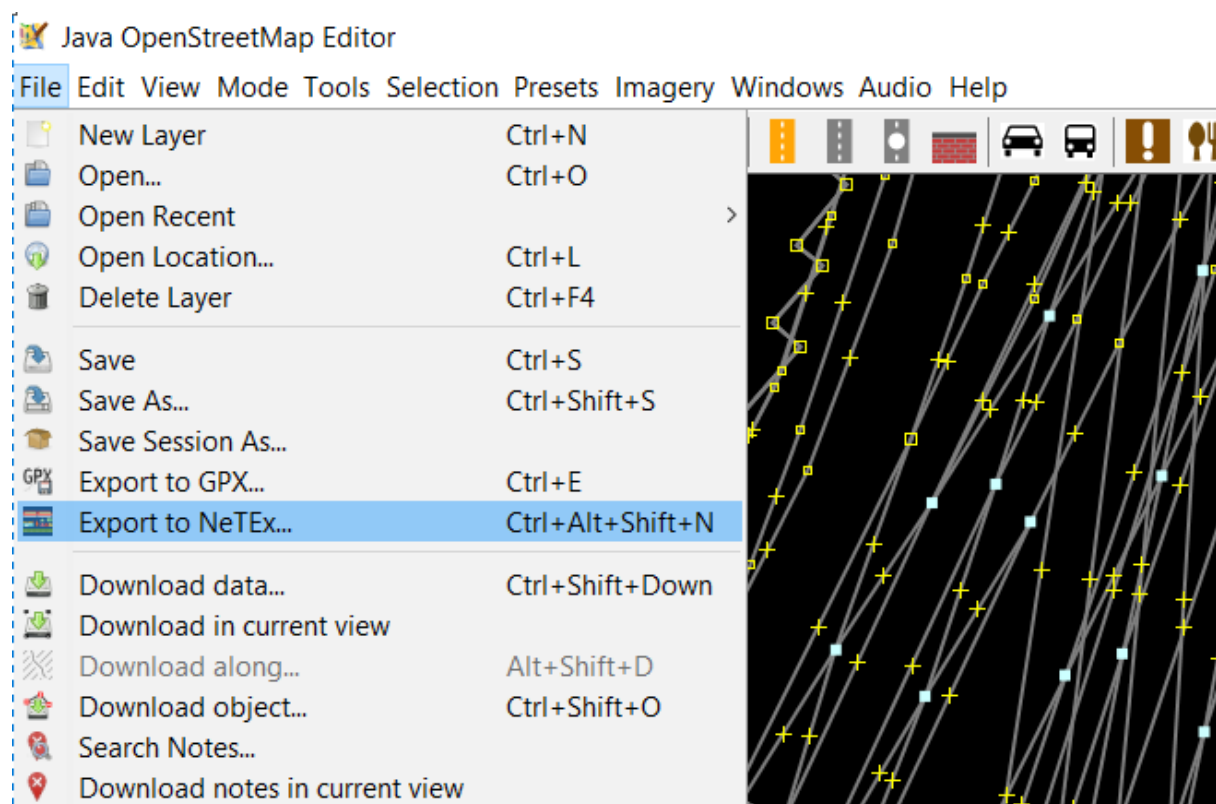 Java OpenStreetMap Editor
File Edit View Mode Tools Selection Presets Imagery Windows Audio Help
New Layer Ctrl+N
Open... Ctrl+O
Open Recent
Open Location... Ctrl+L
Delete Layer Ctrl+F4
Save Ctrl+S
Save As... Ctrl+Shift+S
Save Session As...
GPX Export to GPX... Ctrl+E
Export to NeTEx... Ctrl+Alt+Shift+N
Download data... Ctrl+Shift+Down
Download in current view
Download along... Alt+Shift+D
Download object... Ctrl+Shift+O
Search Notes...
Download notes in current view